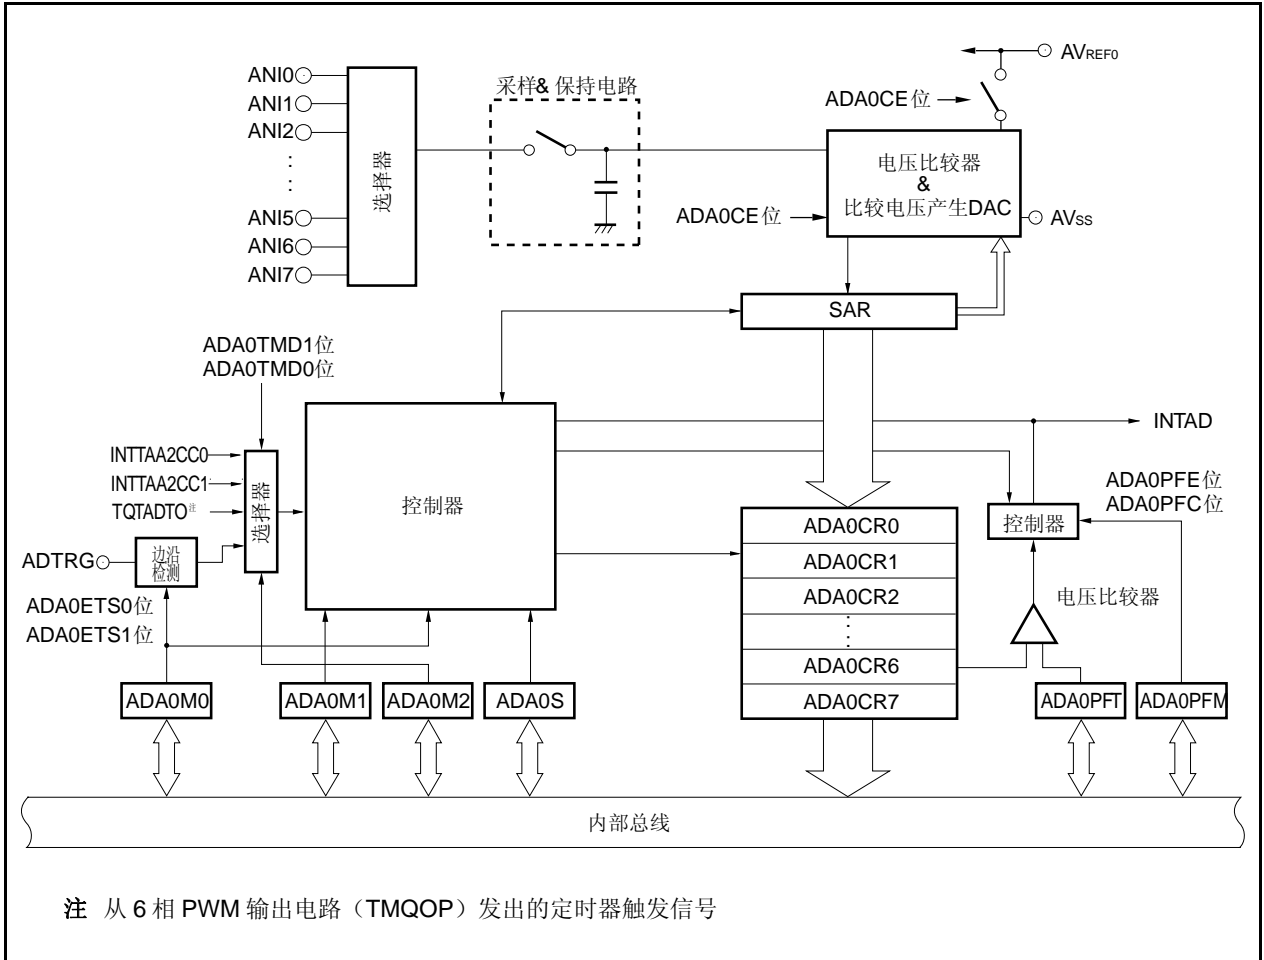 AVREF0
ANI0
ANI1
ANI2
ANI5
ANI6
ANI7
选择器
采样& 保持电路
ADA0CE位
电压比较器
&
比较电压产生DAC
ADA0CE位
AVSS
SAR
ADA0TMD1位
ADA0TMD0位
INTTAA2CC0
INTTAA2CC1
TQTADTO注
ADTRG
边沿
检测
选择器
控制器
INTAD
ADA0PFE位
ADA0PFC位
控制器
ADA0CR0
ADA0CR1
ADA0CR2
ADA0CR6
ADA0CR7
电压比较器
ADA0ETS0位
ADA0ETS1位
ADA0M0
ADA0M1
ADA0M2
ADA0S
ADA0PFT
ADA0PFM
内部总线
注 从 6 相 PWM 输出电路（TMQOP）发出的定时器触发信号